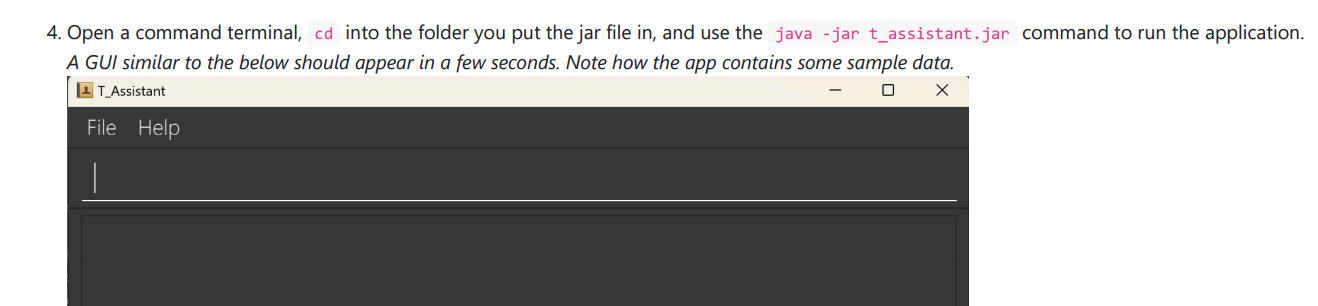 4. Open a command terminal, cd into the folder you put the jar file in, and use the java -jar t_assistant.jar command to run the application.
A GUI similar to the below should appear in a few seconds. Note how the app contains some sample data.
T_Assistant
File Help